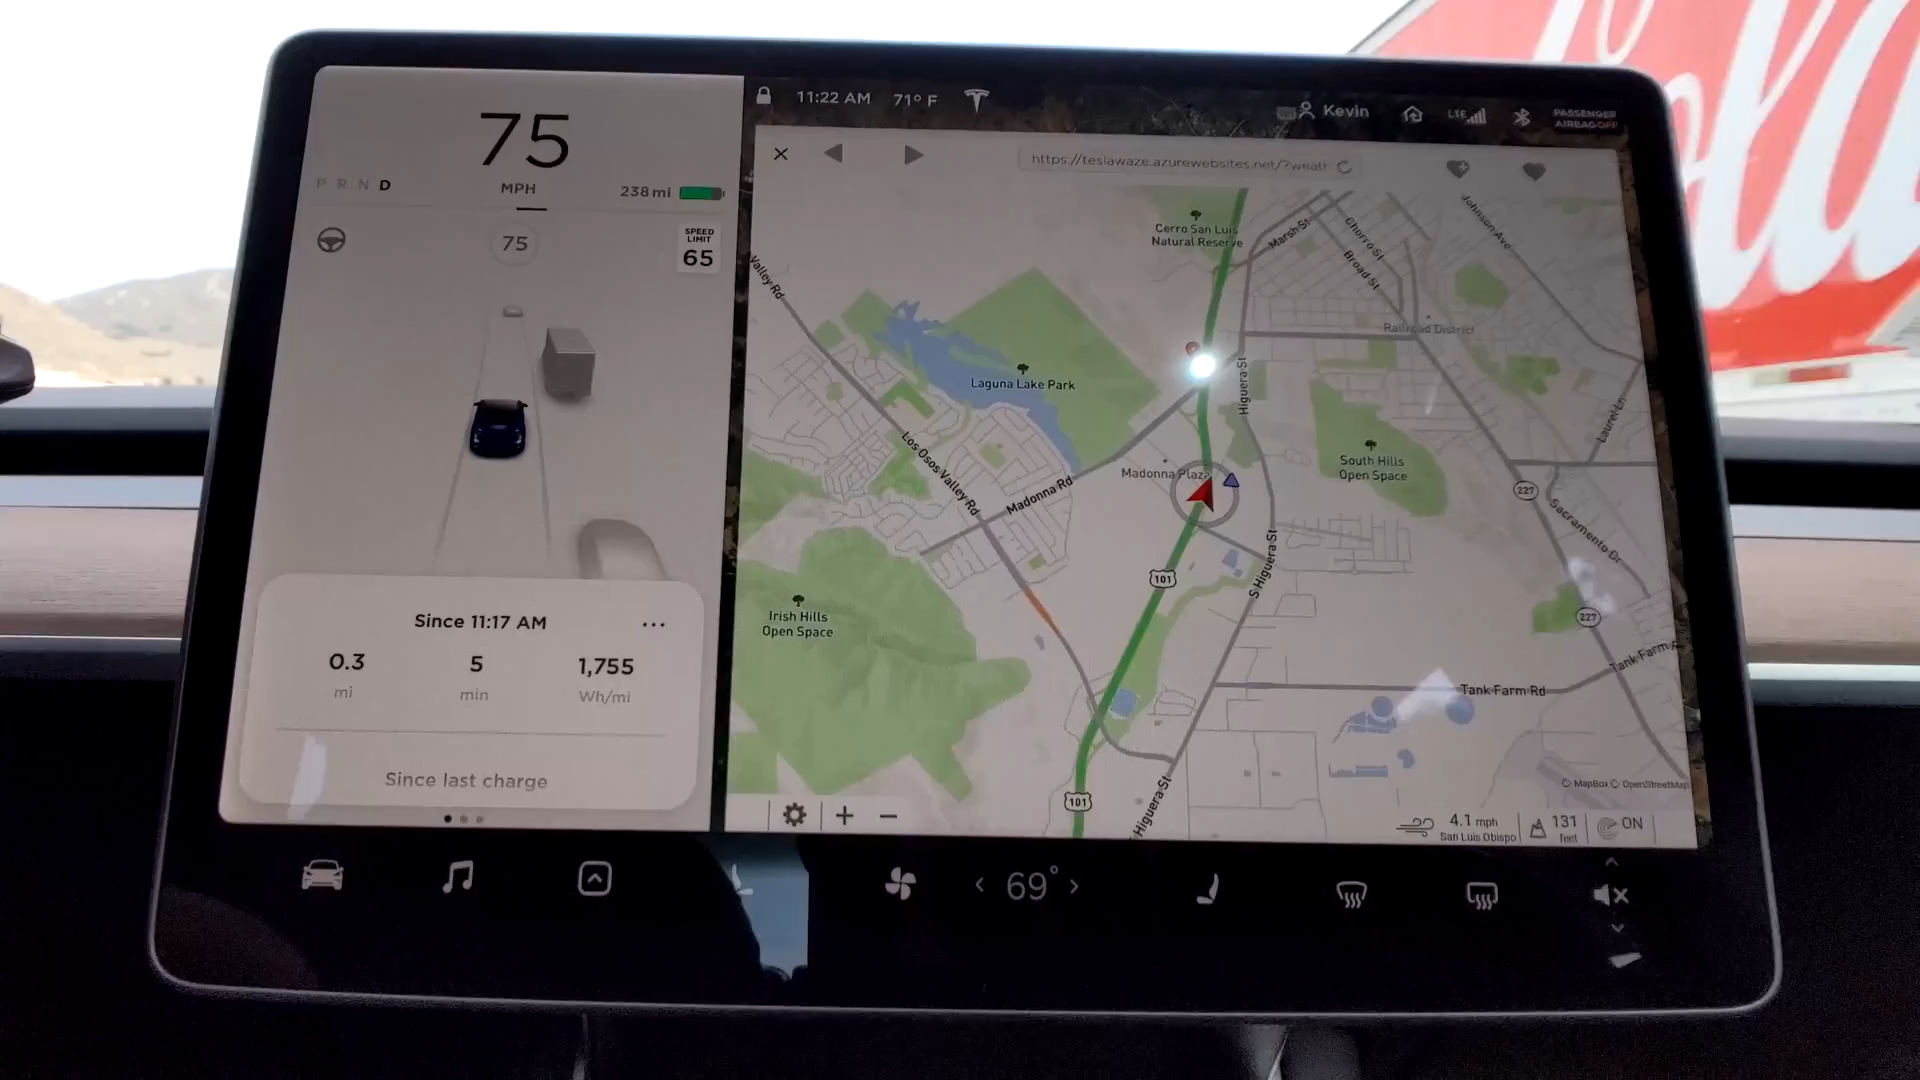 75
P R N D
MPH
238 mi
75
SPEED
LIMIT
65
Since 11:17 AM
...
0.3
mi
5
min
1,755
Wh/mi
Since last charge
11:22 AM
71° F
Kevin
LTE
PASSENGER
AIRBAG OFF
https://teslawaze.azurewebsites.net/?weath
Cerro San Luis
Natural Reserve
Marsh St
Chorro St
Broad St
Johnson Ave
Valley Rd
Railroad District
Laguna Lake Park
Higuera St
Laurel Ln
Los Osos Valley Rd
Madonna Rd
Madonna Plaza
South Hills
Open Space
227
Sacramento Dr
101
S Higuera St
Irish Hills
Open Space
227
Tank Farm R
Tank Farm Rd
101
Higuera St
© MapBox © OpenStreetMap
4.1 mph
San Luis Obispo
131
feet
ON
69°